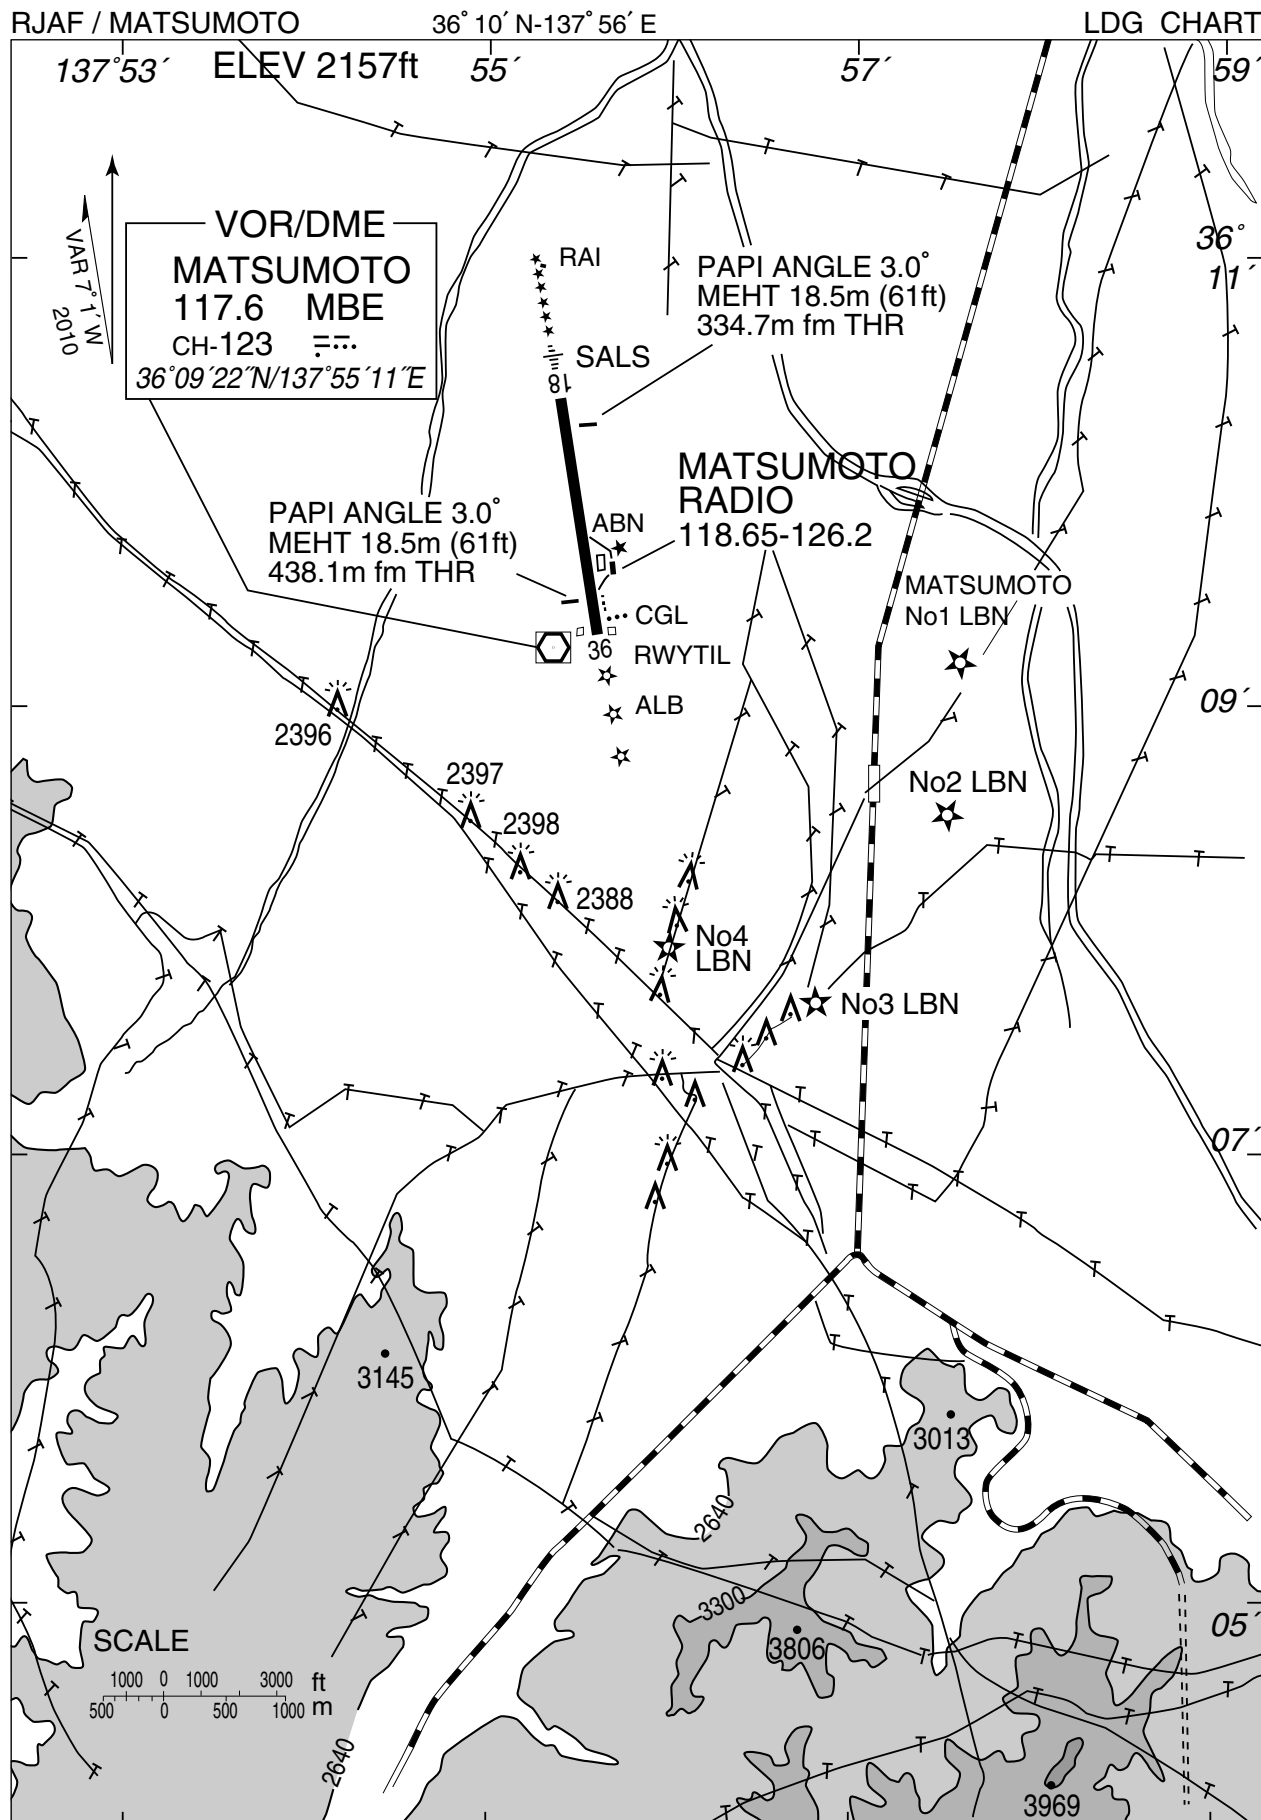 RJAF / MATSUMOTO
36° 10´ N-137° 56´ E
LDG CHART
137°53´
ELEV 2157ft
55´
57´
59´
VAR 7° 1´ W
2010
VOR/DME
MATSUMOTO
117.6 MBE
CH-123
36°09´22˝N/137°55´11˝E
RAI
PAPI ANGLE 3.0°
MEHT 18.5m (61ft)
334.7m fm THR
36°
11´
SALS
18
MATSUMOTO
RADIO
118.65-126.2
PAPI ANGLE 3.0°
MEHT 18.5m (61ft)
438.1m fm THR
ABN
MATSUMOTO
No1 LBN
CGL
36
RWYTIL
ALB
09´
2396
2397
No2 LBN
2398
2388
No4
LBN
No3 LBN
07´
3145
3013
2640
3300
05´
3806
SCALE
1000 0 1000 3000 ft
500 0 500 1000 m
2640
3969